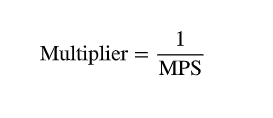 Multiplier = 1 / MPS